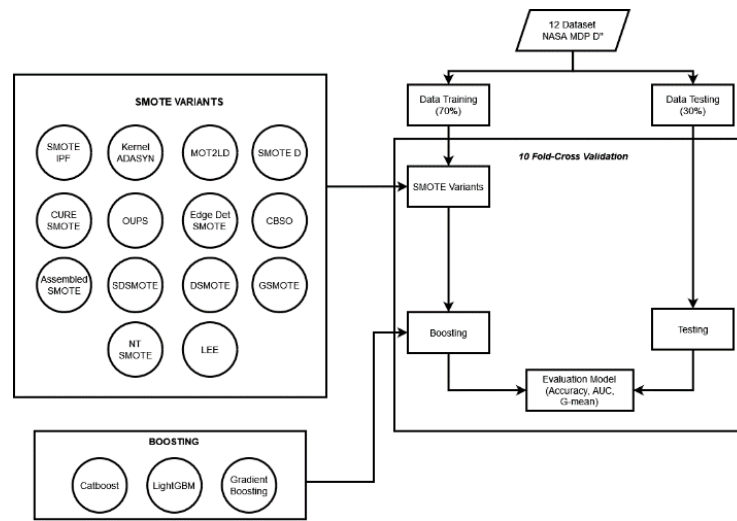 12 Dataset
NASA MDP D"
SMOTE VARIANTS
SMOTE
IPF
Kernel
ADASYN
MOT2LD
SMOTE D
CURE
SMOTE
OUPS
Edge Det
SMOTE
CBSO
Assembled
SMOTE
SDSMOTE
DSMOTE
GSMOTE
NT
SMOTE
LEE
Data Training
(70%)
Data Testing
(30%)
10 Fold-Cross Validation
SMOTE Variants
Boosting
Testing
Evaluation Model
(Accuracy, AUC,
G-mean)
BOOSTING
Catboost
LightGBM
Gradient
Boosting